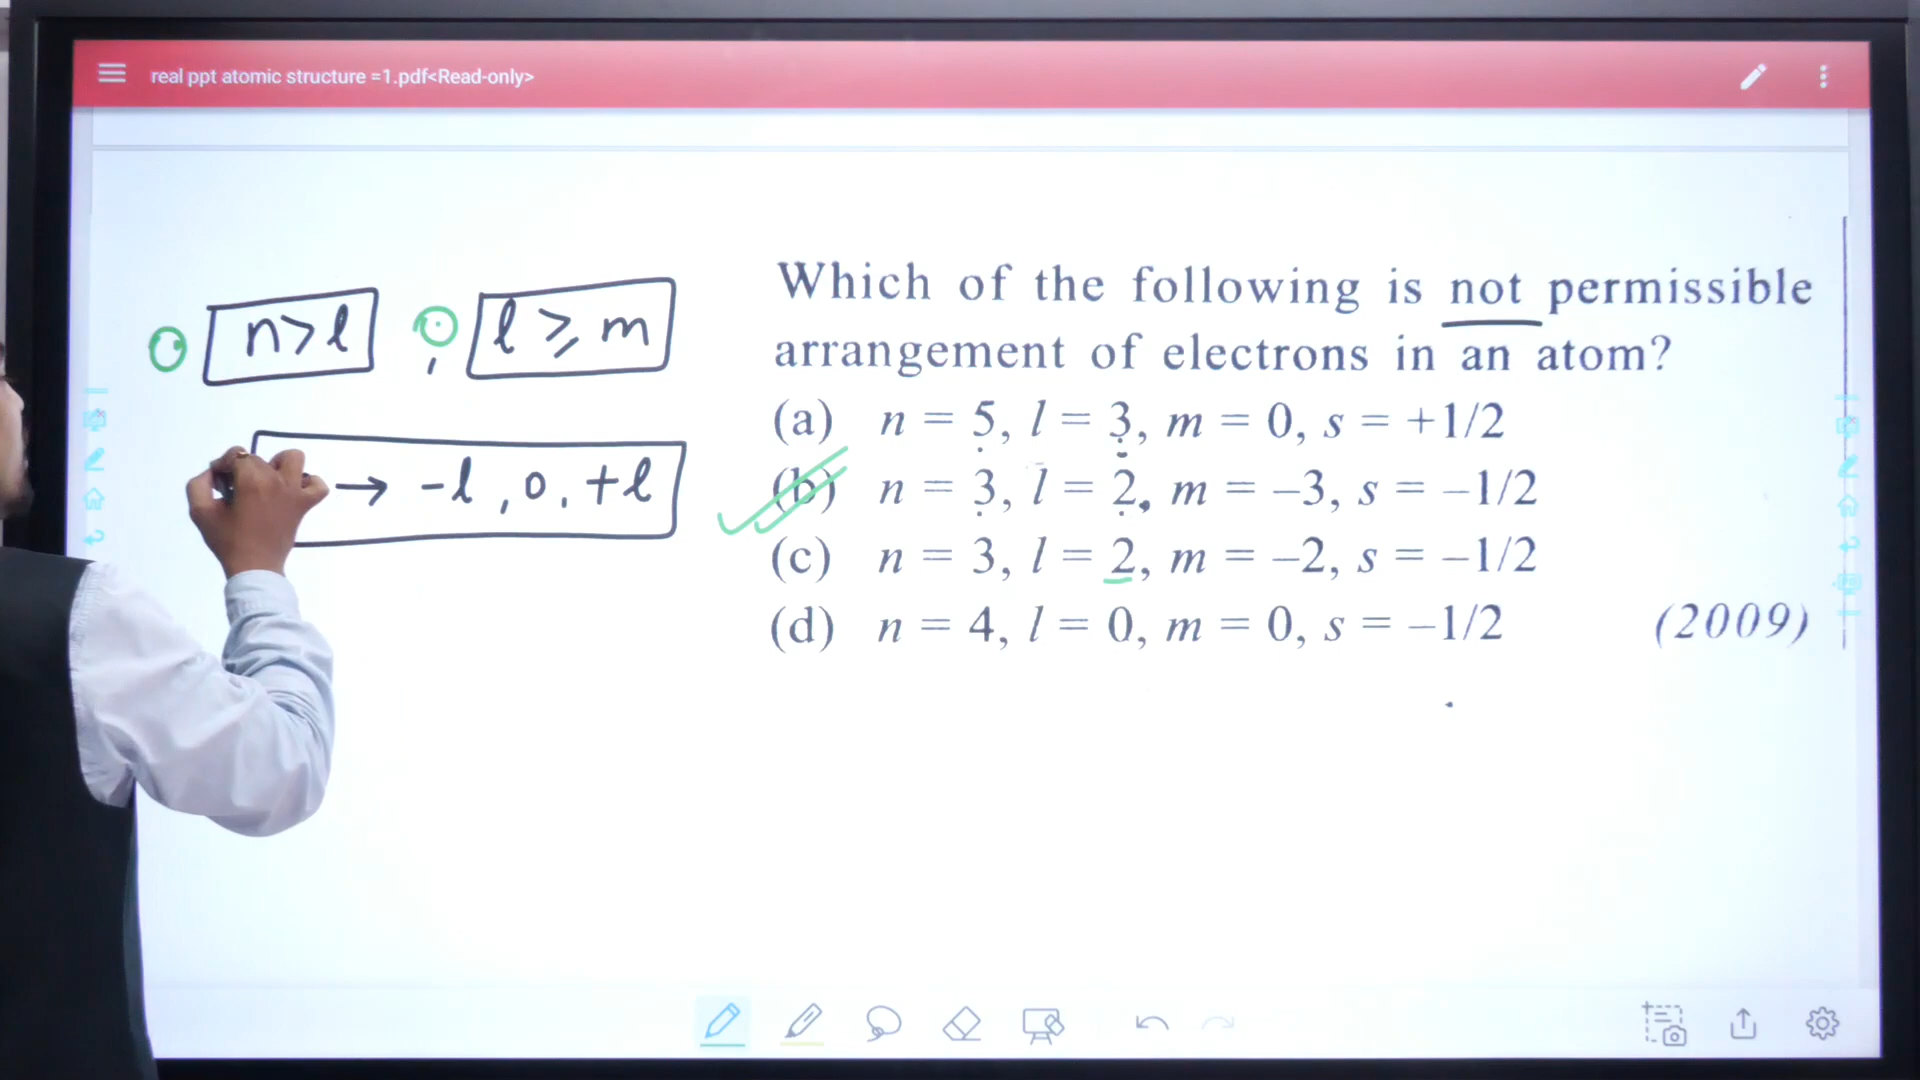 real ppt atomic structure =1.pdf<Read-only>
n>l , l ⩾ m
→ -l , 0 , +l
Which of the following is not permissible
arrangement of electrons in an atom?
(a) n = 5, l = 3, m = 0, s = +1/2
(b) n = 3, l = 2, m = –3, s = –1/2
(c) n = 3, l = 2, m = –2, s = –1/2
(d) n = 4, l = 0, m = 0, s = –1/2 (2009)